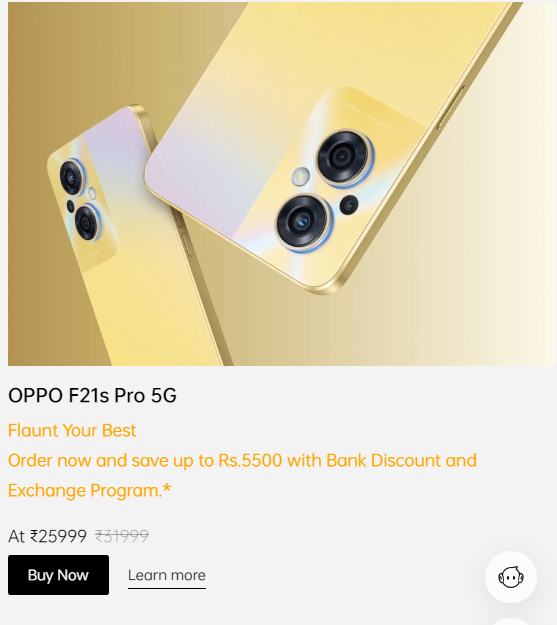 OPPO F21s Pro 5G
Flaunt Your Best
Order now and save up to Rs.5500 with Bank Discount and
Exchange Program.*
At ₹25999 ₹31999
Buy Now Learn more